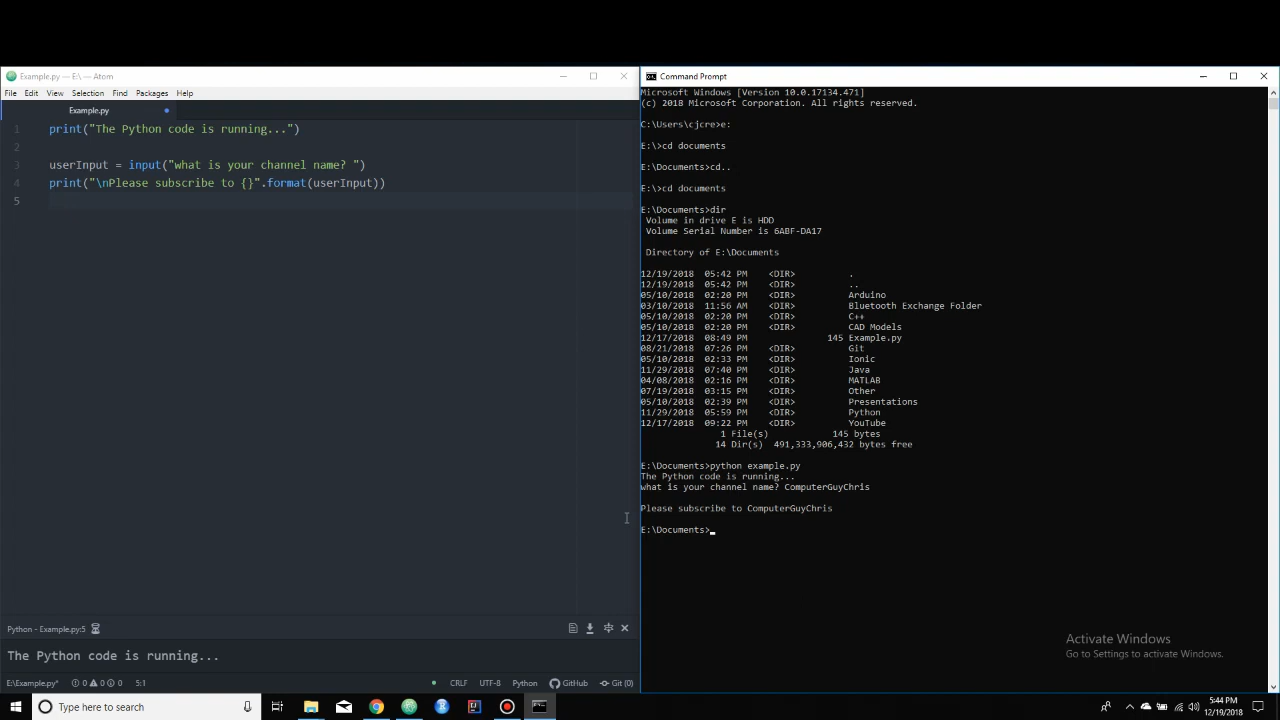 Example.py — E:\ — Atom
File Edit View Selection Find Packages Help
Example.py
1 print("The Python code is running...")
2
3 userInput = input("what is your channel name? ")
4 print("\nPlease subscribe to {}".format(userInput))
5
Python - Example.py:5
The Python code is running...
E:\Example.py* 0 0 0 5:1 CRLF UTF-8 Python GitHub Git (0)
Command Prompt
Microsoft Windows [Version 10.0.17134.471]
(c) 2018 Microsoft Corporation. All rights reserved.
C:\Users\cjcre>e:
E:\>cd documents
E:\Documents>cd..
E:\>cd documents
E:\Documents>dir
Volume in drive E is HDD
Volume Serial Number is 6ABF-DA17
Directory of E:\Documents
12/19/2018 05:42 PM <DIR> .
12/19/2018 05:42 PM <DIR> ..
05/10/2018 02:20 PM <DIR> Arduino
03/10/2018 11:56 AM <DIR> Bluetooth Exchange Folder
05/10/2018 02:20 PM <DIR> C++
05/10/2018 02:20 PM <DIR> CAD Models
12/17/2018 08:49 PM 145 Example.py
08/21/2018 07:26 PM <DIR> Git
05/10/2018 02:33 PM <DIR> Ionic
11/29/2018 07:40 PM <DIR> Java
04/08/2018 02:16 PM <DIR> MATLAB
07/19/2018 03:15 PM <DIR> Other
05/10/2018 02:39 PM <DIR> Presentations
11/29/2018 05:59 PM <DIR> Python
12/17/2018 09:22 PM <DIR> YouTube
1 File(s) 145 bytes
14 Dir(s) 491,333,906,432 bytes free
E:\Documents>python example.py
The Python code is running...
what is your channel name? ComputerGuyChris
Please subscribe to ComputerGuyChris
E:\Documents>_
Activate Windows
Go to Settings to activate Windows.
Type here to search
5:44 PM
12/19/2018